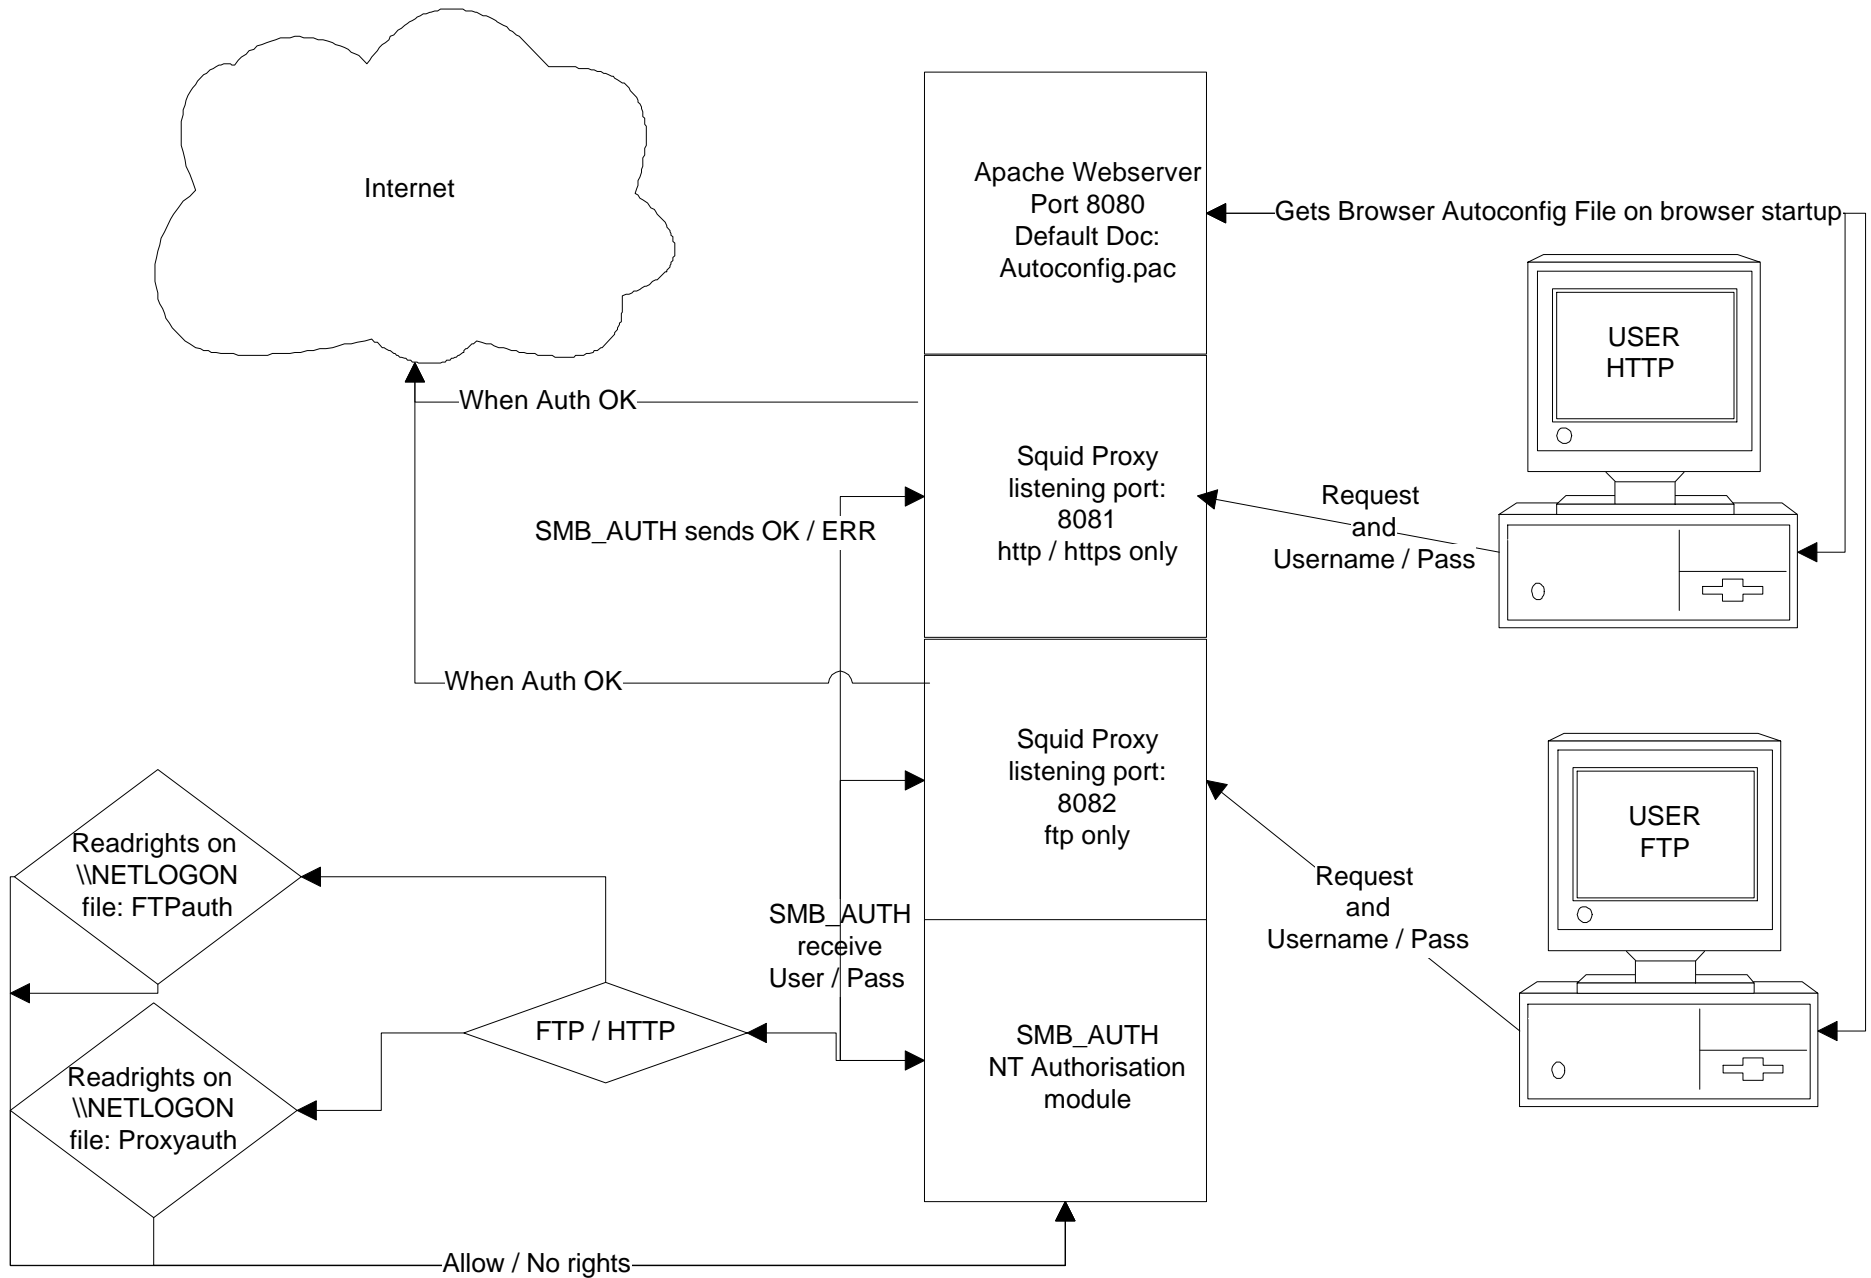 Internet
Apache Webserver
Port 8080
Default Doc:
Autoconfig.pac
Gets Browser Autoconfig File on browser startup
USER
HTTP
When Auth OK
Squid Proxy
listening port:
8081
http / https only
Request
and
Username / Pass
SMB_AUTH sends OK / ERR
When Auth OK
Squid Proxy
listening port:
8082
ftp only
USER
FTP
Request
and
Username / Pass
Readrights on
\\NETLOGON
file: FTPauth
SMB_AUTH
receive
User / Pass
FTP / HTTP
SMB_AUTH
NT Authorisation
module
Readrights on
\\NETLOGON
file: Proxyauth
Allow / No rights